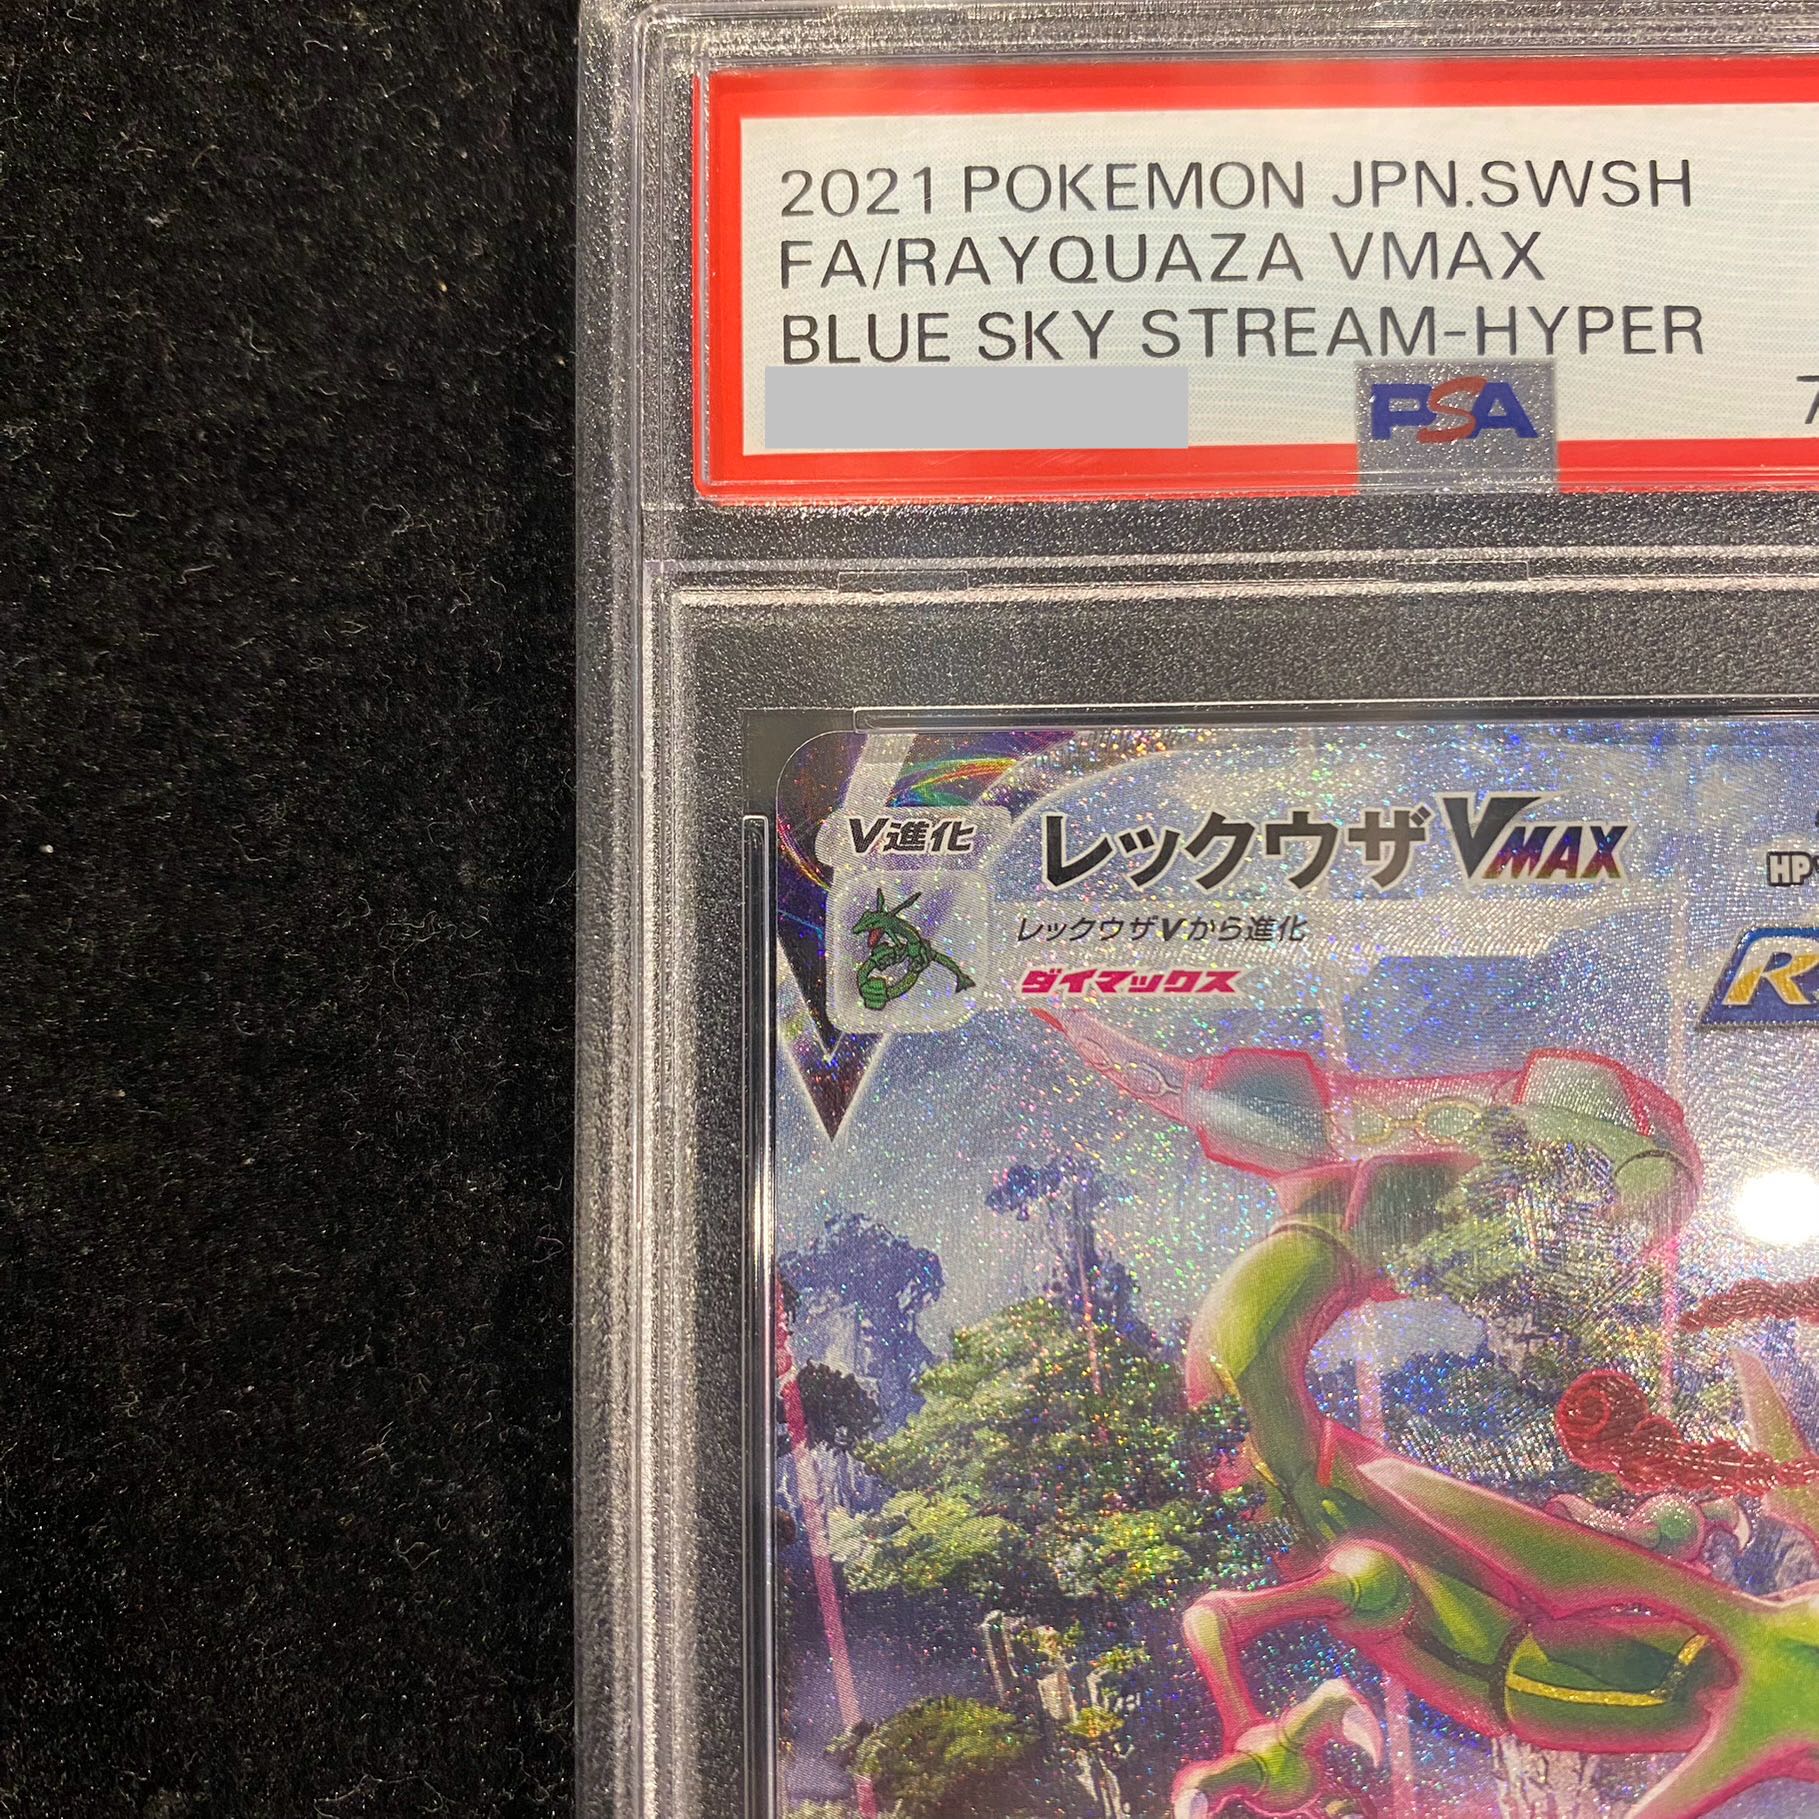 2021 POKEMON JPN.SWSH
FA/RAYQUAZA VMAX
BLUE SKY STREAM-HYPER
PSA 7
V進化
レックウザVMAX HP
レックウザVから進化
R
ダイマックス